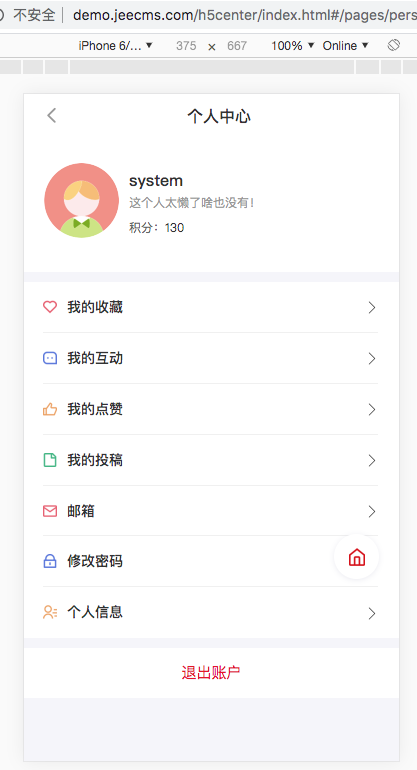 不安全 demo.jeecms.com/h5center/index.html#/pages/pers
iPhone 6/... ▼ 375 × 667 100% ▼ Online ▼
个人中心
system
这个人太懒了啥也没有！
积分：130
我的收藏
我的互动
我的点赞
我的投稿
邮箱
修改密码
个人信息
退出账户